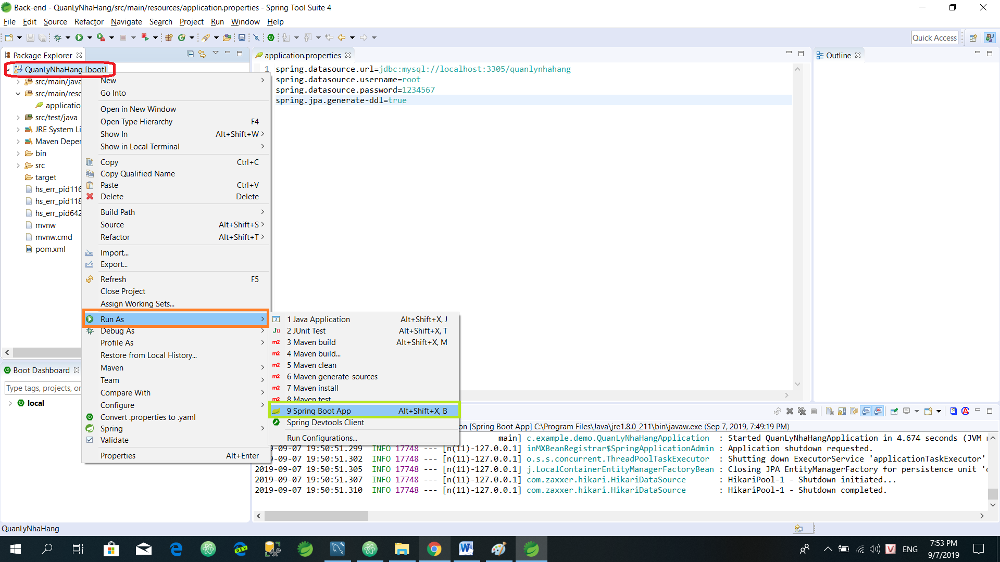 Back-end - QuanLyNhaHang/src/main/resources/application.properties - Spring Tool Suite 4
File Edit Source Refactor Navigate Search Project Run Window Help
Quick Access
Package Explorer
QuanLyNhaHang [boot]
src/main/java
src/main/reso
applicatio
src/test/java
JRE System Li
Maven Deper
bin
src
target
hs_err_pid116
hs_err_pid118
hs_err_pid642
mvnw
mvnw.cmd
pom.xml
Boot Dashboard
Type tags, projects, or
local
New
Go Into
Open in New Window
Open Type Hierarchy F4
Show In Alt+Shift+W
Show in Local Terminal
Copy Ctrl+C
Copy Qualified Name
Paste Ctrl+V
Delete Delete
Build Path
Source Alt+Shift+S
Refactor Alt+Shift+T
Import...
Export...
Refresh F5
Close Project
Assign Working Sets...
Run As
Debug As
Profile As
Restore from Local History...
Maven
Team
Compare With
Configure
Convert .properties to .yaml
Spring
Validate
Properties Alt+Enter
1 Java Application Alt+Shift+X, J
2 JUnit Test Alt+Shift+X, T
3 Maven build Alt+Shift+X, M
4 Maven build...
5 Maven clean
6 Maven generate-sources
7 Maven install
8 Maven test
9 Spring Boot App Alt+Shift+X, B
Spring Devtools Client
Run Configurations...
application.properties
1 spring.datasource.url=jdbc:mysql://localhost:3305/quanlynhahang
spring.datasource.username=root
spring.datasource.password=1234567
spring.jpa.generate-ddl=true
Outline
on [Spring Boot App] C:\Program Files\Java\jre1.8.0_211\bin\javaw.exe (Sep 7, 2019, 7:49:19 PM)
main] c.example.demo.QuanLyNhaHangApplication : Started QuanLyNhaHangApplication in 4.674 seconds (JVM r
9-09-07 19:50:51.299 INFO 17748 --- [n(11)-127.0.0.1] inMXBeanRegistrar$SpringApplicationAdmin : Application shutdown requested.
2019-09-07 19:50:51.302 INFO 17748 --- [n(11)-127.0.0.1] o.s.s.concurrent.ThreadPoolTaskExecutor : Shutting down ExecutorService 'applicationTaskExecutor'
2019-09-07 19:50:51.305 INFO 17748 --- [n(11)-127.0.0.1] j.LocalContainerEntityManagerFactoryBean : Closing JPA EntityManagerFactory for persistence unit 'd
2019-09-07 19:50:51.307 INFO 17748 --- [n(11)-127.0.0.1] com.zaxxer.hikari.HikariDataSource : HikariPool-1 - Shutdown initiated...
2019-09-07 19:50:51.310 INFO 17748 --- [n(11)-127.0.0.1] com.zaxxer.hikari.HikariDataSource : HikariPool-1 - Shutdown completed.
QuanLyNhaHang
ENG
7:53 PM
9/7/2019